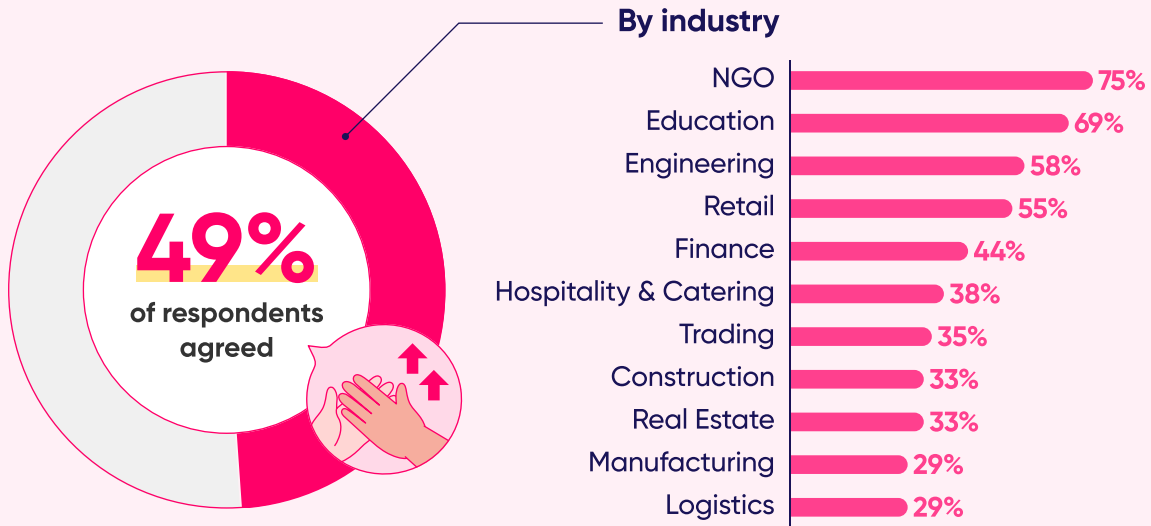 By industry
49%
of respondents
agreed
NGO 75%
Education 69%
Engineering 58%
Retail 55%
Finance 44%
Hospitality & Catering 38%
Trading 35%
Construction 33%
Real Estate 33%
Manufacturing 29%
Logistics 29%